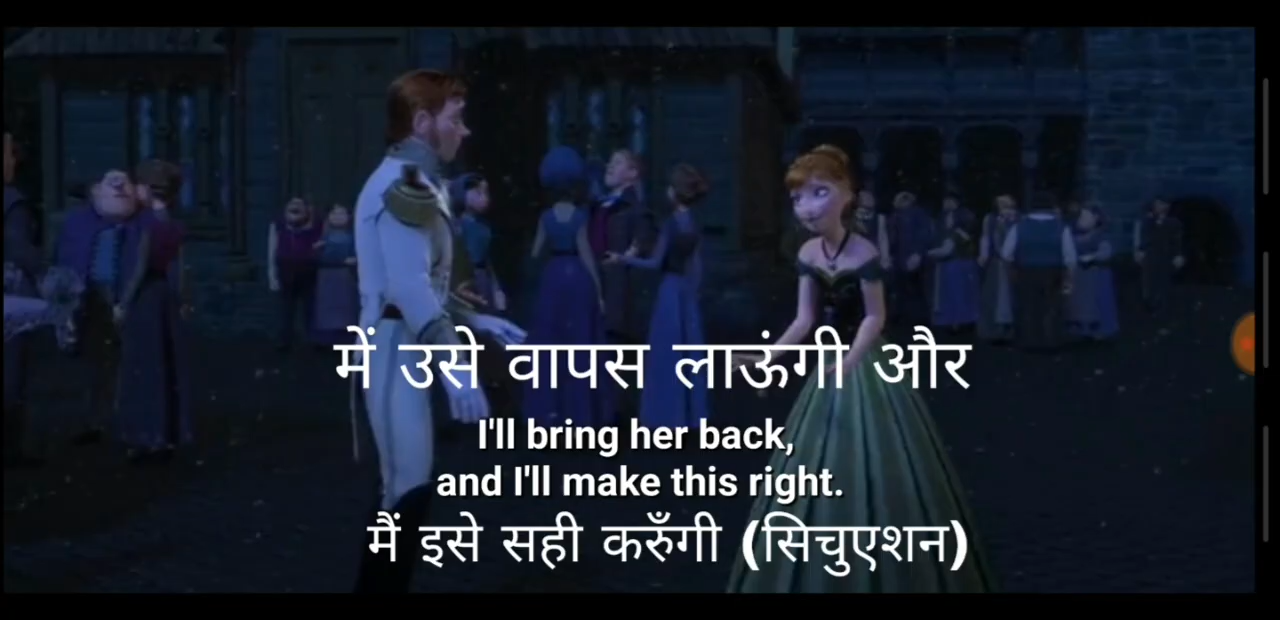 में उसे वापस लाऊंगी और
I'll bring her back,
and I'll make this right.
मैं इसे सही करुँगी (सिचुएशन)